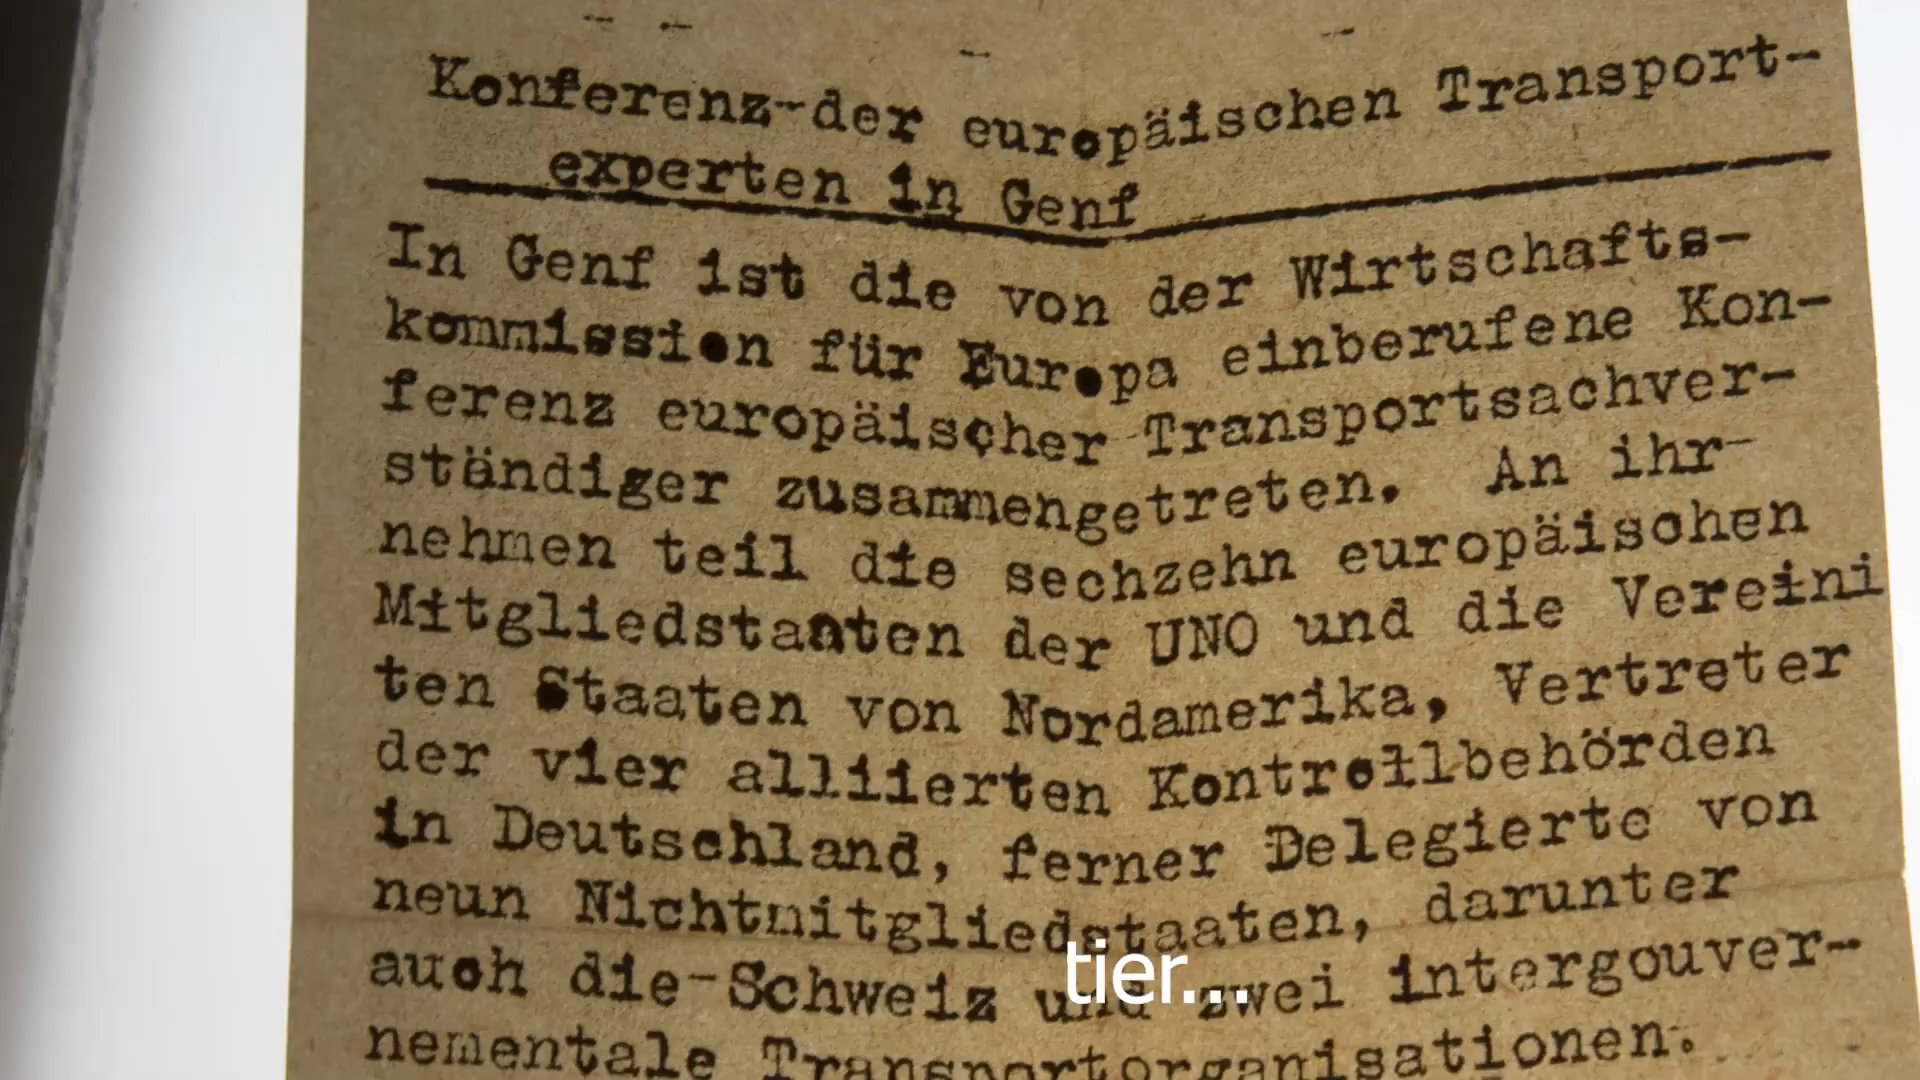 Konferenz der europäischen Transport-
experten in Genf
In Genf ist die von der Wirtschafts-
kommission für Europa einberufene Kon-
ferenz europäischer Transportsachver-
ständiger zusammengetreten. An ihr
nehmen teil die sechzehn europäischen
Mitgliedstaaten der UNO und die Vereini
ten Staaten von Nordamerika, Vertreter
der vier alliierten Kontrollbehörden
in Deutschland, ferner Delegierte von
neun Nichtmitgliedstaaten, darunter
auch die Schweiz und zwei intergouver-
nementale Transportorganisationen.
tier...